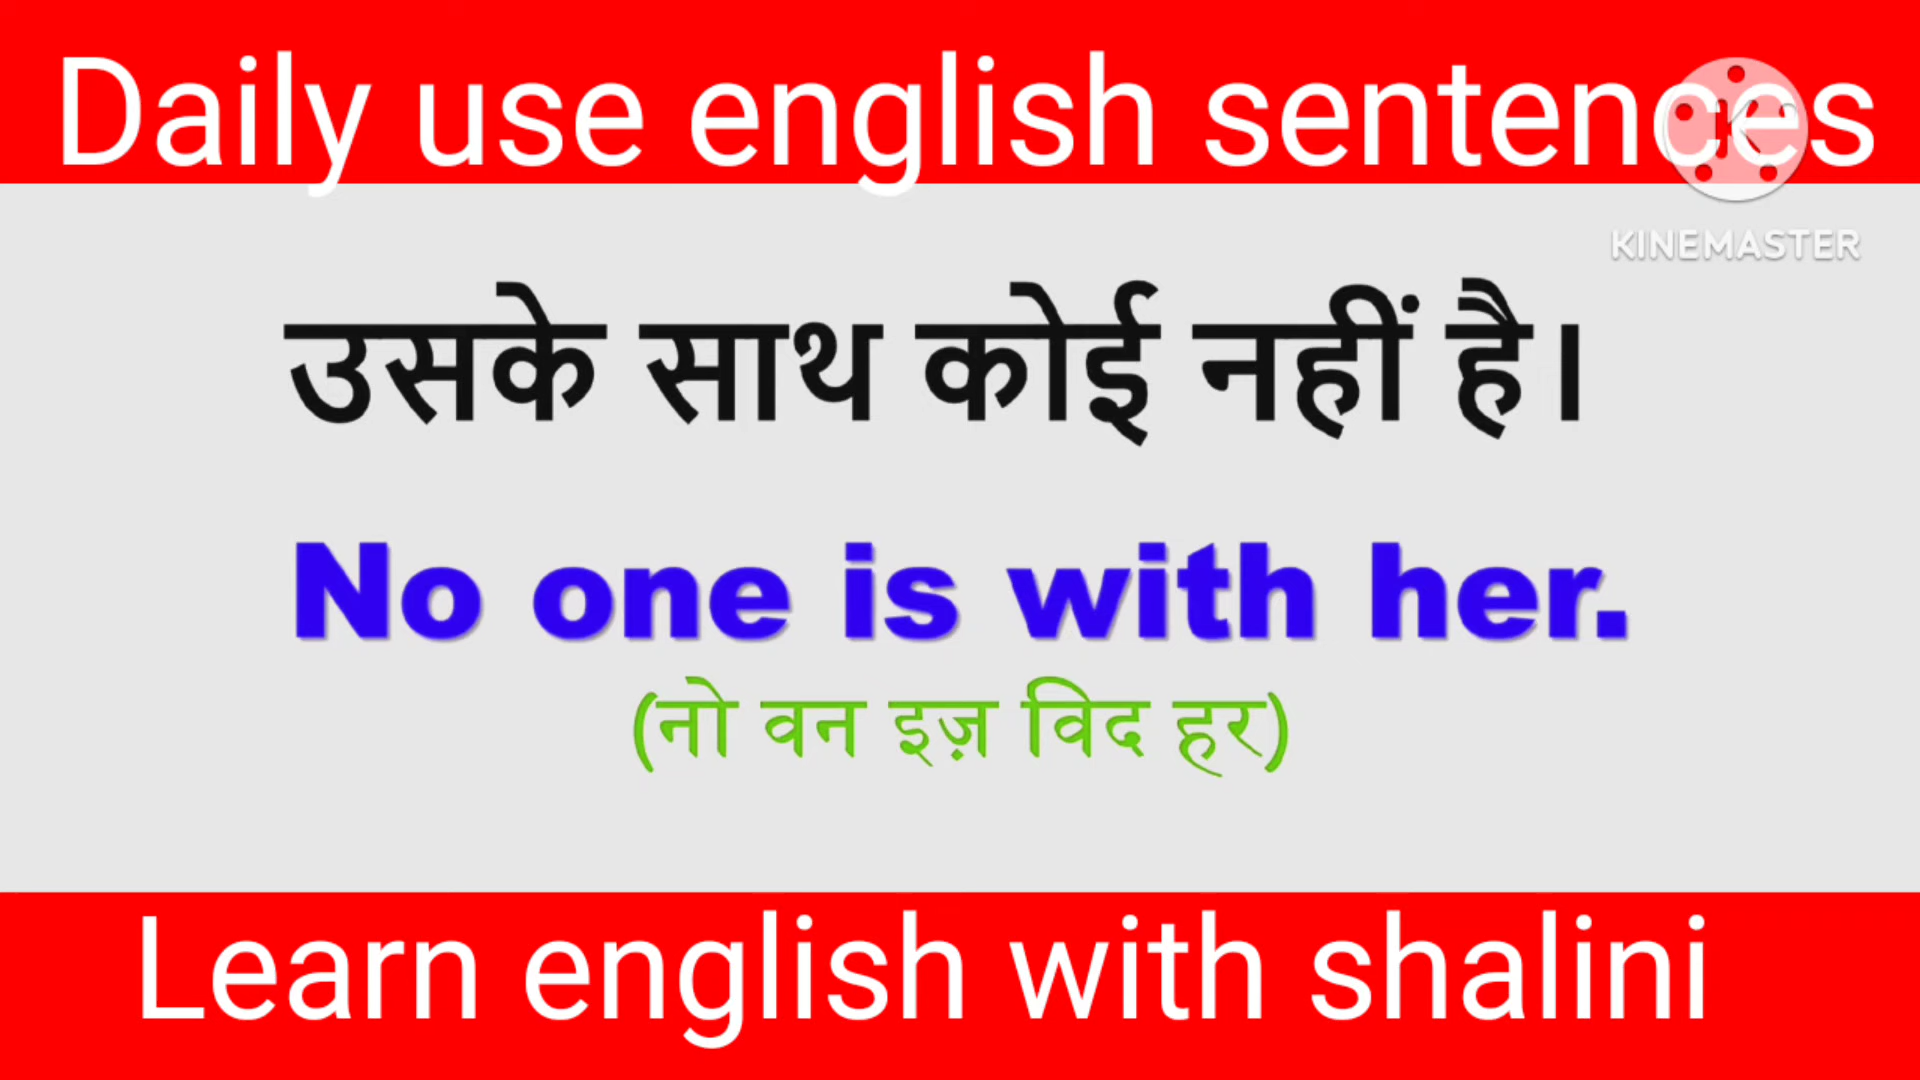 Daily use english sentences
KINEMASTER
उसके साथ कोई नहीं है।
No one is with her.
(नो वन इज़ विद हर)
Learn english with shalini